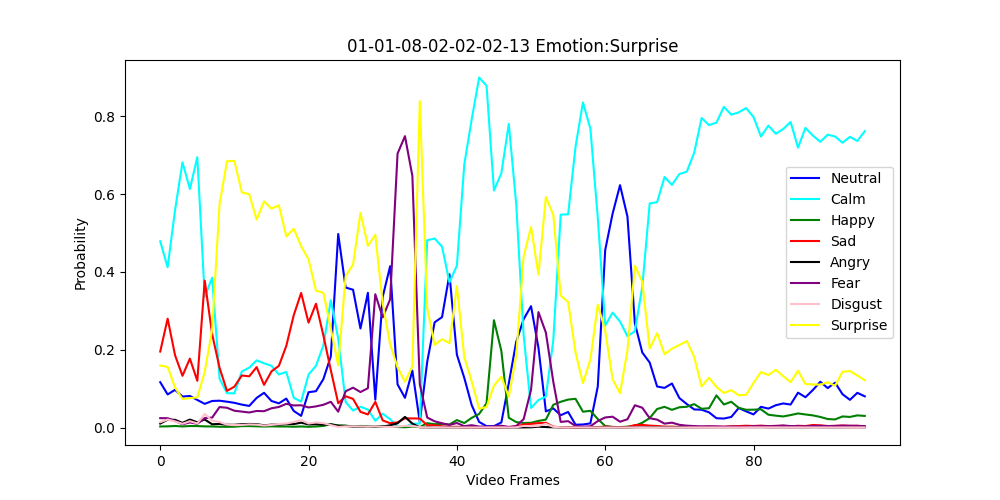 01-01-08-02-02-02-13 Emotion:Surprise
Probability
0.8
0.6
0.4
0.2
0.0
0
20
40
60
80
Video Frames
Neutral
Calm
Happy
Sad
Angry
Fear
Disgust
Surprise